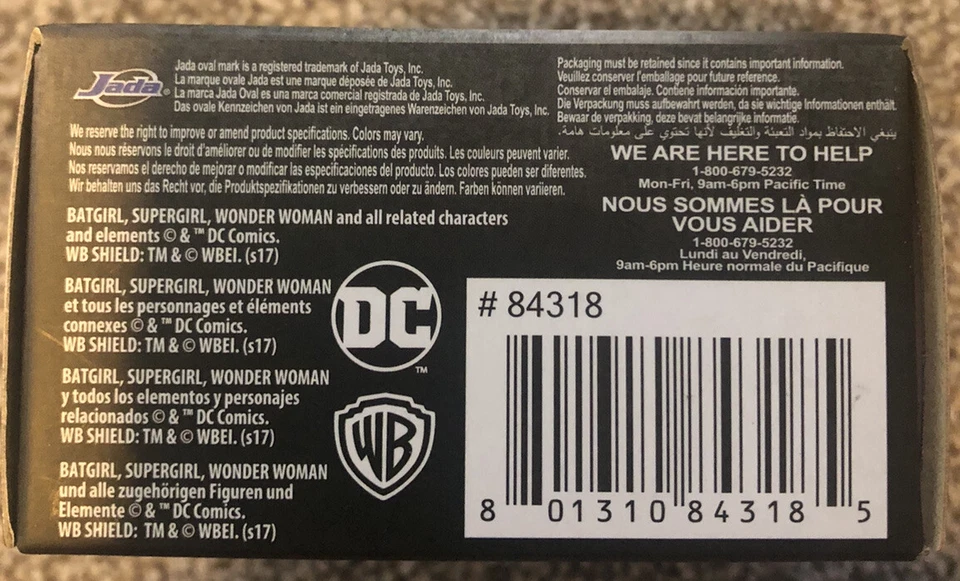 Jada®
Jada oval mark is a registered trademark of Jada Toys, Inc.
La marque ovale Jada est une marque déposée de Jada Toys, Inc.
La marca Jada Oval es una marca comercial registrada de Jada Toys, Inc.
Das ovale Kennzeichen von Jada ist ein eingetragenes Warenzeichen von Jada Toys, Inc.
We reserve the right to improve or amend product specifications. Colors may vary.
Nous nous réservons le droit d'améliorer ou de modifier les spécifications des produits. Les couleurs peuvent varier.
Nos reservamos el derecho de mejorar o modificar las especificaciones del producto. Los colores pueden ser diferentes.
Wir behalten uns das Recht vor, die Produktspezifikationen zu verbessern oder zu ändern. Farben können variieren.
BATGIRL, SUPERGIRL, WONDER WOMAN and all related characters
and elements © & ™ DC Comics.
WB SHIELD: TM & © WBEI. (s17)
BATGIRL, SUPERGIRL, WONDER WOMAN
et tous les personnages et éléments
connexes © & ™ DC Comics.
WB SHIELD: TM & © WBEI. (s17)
BATGIRL, SUPERGIRL, WONDER WOMAN
y todos los elementos y personajes
relacionados © & ™ DC Comics.
WB SHIELD: TM & © WBEI. (s17)
BATGIRL, SUPERGIRL, WONDER WOMAN
und alle zugehörigen Figuren und
Elemente © & ™ DC Comics.
WB SHIELD: TM & © WBEI. (s17)
DC™
WB
Packaging must be retained since it contains important information.
Veuillez conserver l'emballage pour future reference.
Conservar el embalaje. Contiene información importante.
Die Verpackung muss aufbewahrt werden, da sie wichtige Informationen enthält.
Bewaar de verpakking, deze bevat belangrijke informatie.
ينبغي الاحتفاظ بمواد التعبئة والتغليف لأنها تحتوي على معلومات هامة.
WE ARE HERE TO HELP
1-800-679-5232
Mon-Fri, 9am-6pm Pacific Time
NOUS SOMMES LÀ POUR
VOUS AIDER
1-800-679-5232
Lundi au Vendredi,
9am-6pm Heure normale du Pacifique
# 84318
8 01310 84318 5